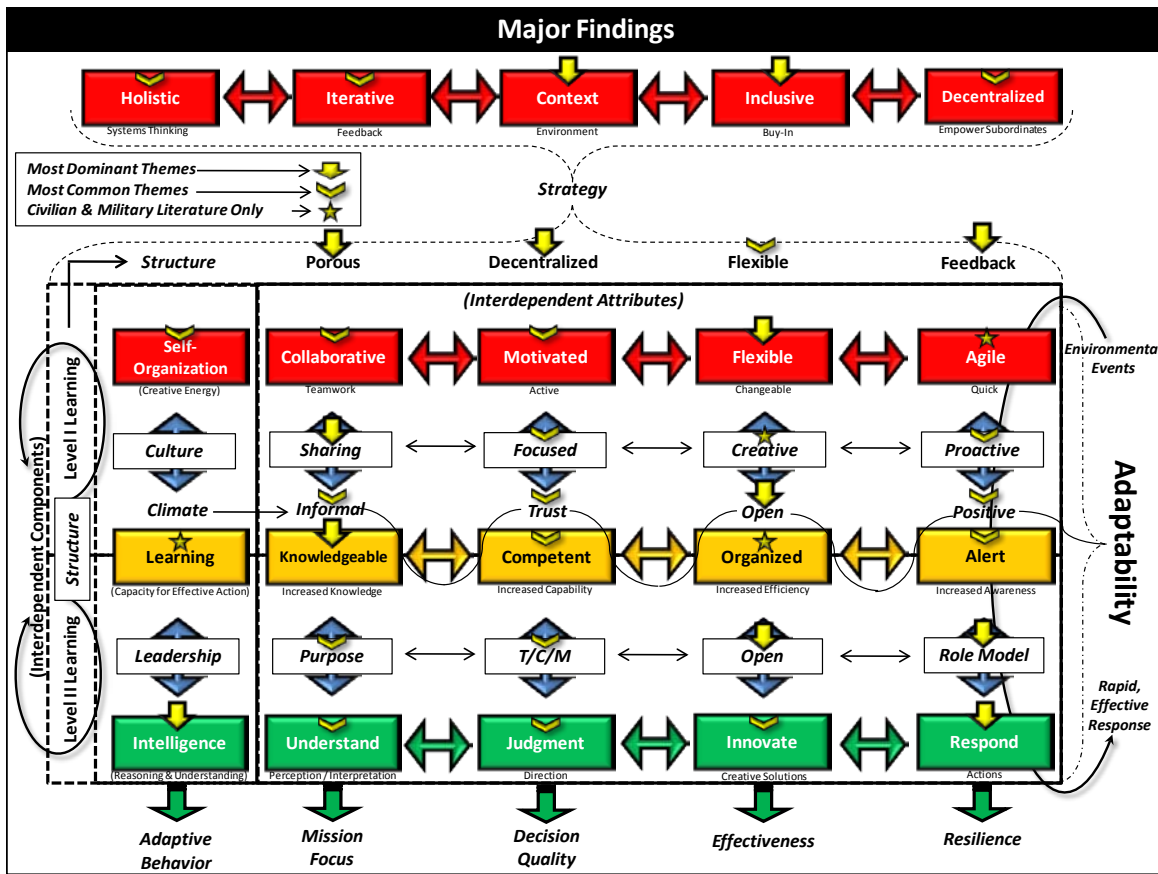 Major Findings
Holistic
Iterative
Context
Inclusive
Decentralized
Systems Thinking
Feedback
Environment
Buy-In
Empower Subordinates
Most Dominant Themes
Most Common Themes
Civilian & Military Literature Only
Strategy
Structure
Porous
Decentralized
Flexible
Feedback
(Interdependent Attributes)
Self-
Organization
Collaborative
Motivated
Flexible
Agile
(Creative Energy)
Teamwork
Active
Changeable
Quick
Environmenta
Events
Culture
Sharing
Focused
Creative
Proactive
Climate
Informal
Trust
Open
Positive
Learning
Knowledgeable
Competent
Organized
Alert
(Capacity for Effective Action)
Increased Knowledge
Increased Capability
Increased Efficiency
Increased Awareness
Leadership
Purpose
T/C/M
Open
Role Model
Rapid,
Effective
Response
Intelligence
Understand
Judgment
Innovate
Respond
(Reasoning & Understanding)
Perception / Interpretation
Direction
Creative Solutions
Actions
Adaptive
Behavior
Mission
Focus
Decision
Quality
Effectiveness
Resilience
(Interdependent Components)
Level I Learning
Structure
Level III Learning
Adaptability